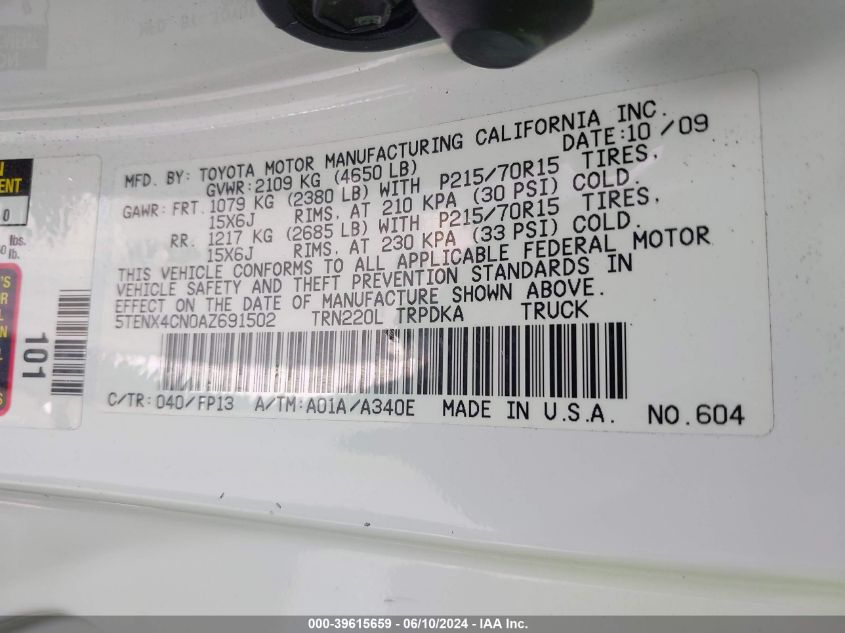 MFD. BY: TOYOTA MOTOR MANUFACTURING CALIFORNIA INC.
GVWR:2109 KG (4650 LB) DATE:10 /09
GAWR: FRT. 1079 KG (2380 LB) WITH P215/70R15 TIRES,
15X6J RIMS, AT 210 KPA (30 PSI) COLD.
RR. 1217 KG (2685 LB) WITH P215/70R15 TIRES,
15X6J RIMS, AT 230 KPA (33 PSI) COLD.
THIS VEHICLE CONFORMS TO ALL APPLICABLE FEDERAL MOTOR
VEHICLE SAFETY AND THEFT PREVENTION STANDARDS IN
EFFECT ON THE DATE OF MANUFACTURE SHOWN ABOVE.
5TENX4CN0AZ691502 TRN220L TRPDKA TRUCK
C/TR: 040/FP13 A/TM: A01A/A340E MADE IN U.S.A. NO.604
0
lbs.
lb.
101
000-39615659 - 06/10/2024 - IAA Inc.